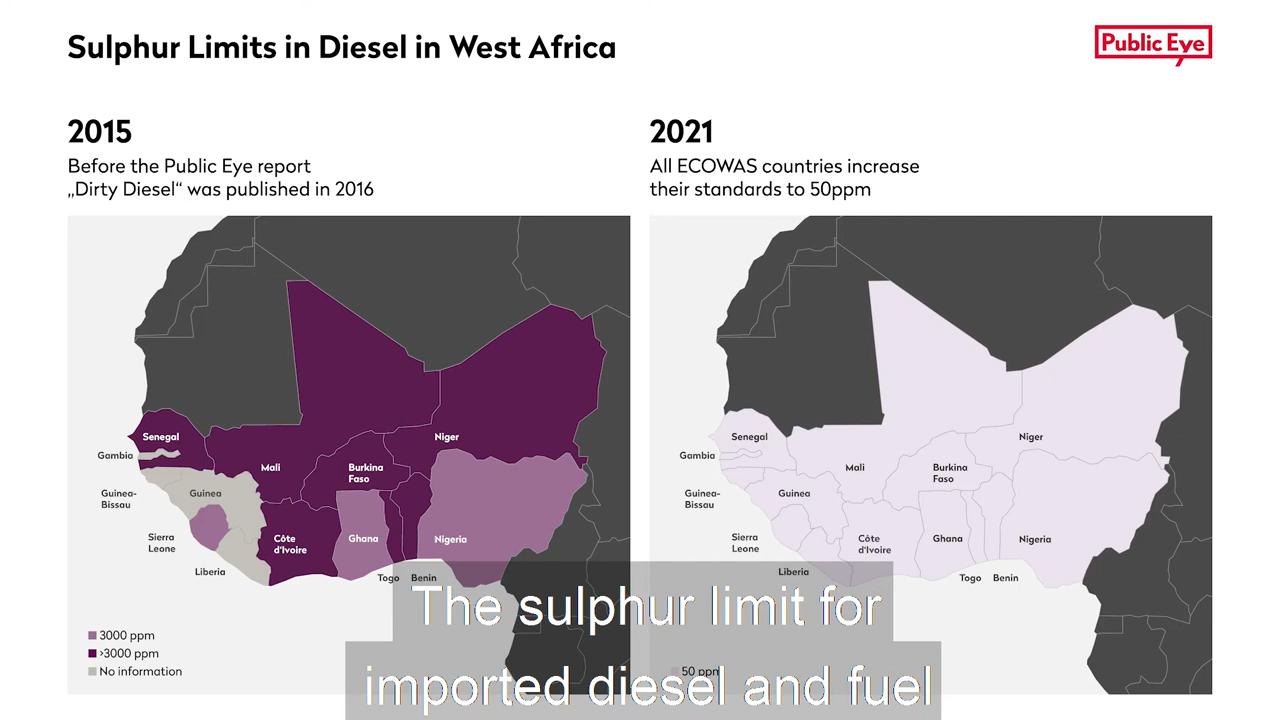 Sulphur Limits in Diesel in West Africa
Public Eye
2015
Before the Public Eye report
„Dirty Diesel“ was published in 2016
Senegal
Gambia
Guinea-
Bissau
Guinea
Sierra
Leone
Liberia
Mali
Burkina
Faso
Niger
Côte
d'Ivoire
Ghana
Togo
Benin
Nigeria
3000 ppm
>3000 ppm
No information
2021
All ECOWAS countries increase
their standards to 50ppm
Senegal
Gambia
Guinea-
Bissau
Guinea
Sierra
Leone
Liberia
Mali
Burkina
Faso
Niger
Côte
d'Ivoire
Ghana
Togo
Benin
Nigeria
50 ppm
The sulphur limit for
imported diesel and fuel